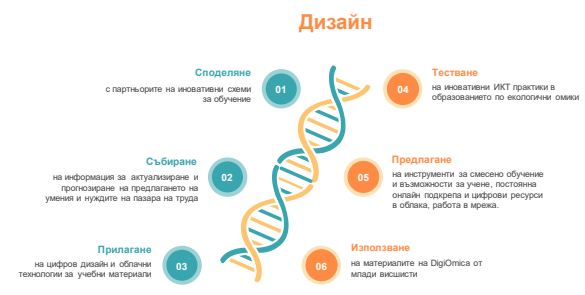 Дизайн
Споделяне
с партньорите на иновативни схеми
за обучение
01
Събиране
на информация за актуализиране и
прогнозиране на предлагането на
умения и нуждите на пазара на труда
02
Прилагане
на цифров дизайн и облачни
технологии за учебни материали
03
Тестване
на иновативни ИКТ практики в
образованието по екологични омики
04
Предлагане
на инструменти за смесено обучение
и възможности за учене, постоянна
онлайн подкрепа и цифрови ресурси
в облака, работа в мрежа.
05
Използване
на материалите на DigiOmica от
млади висшисти
06